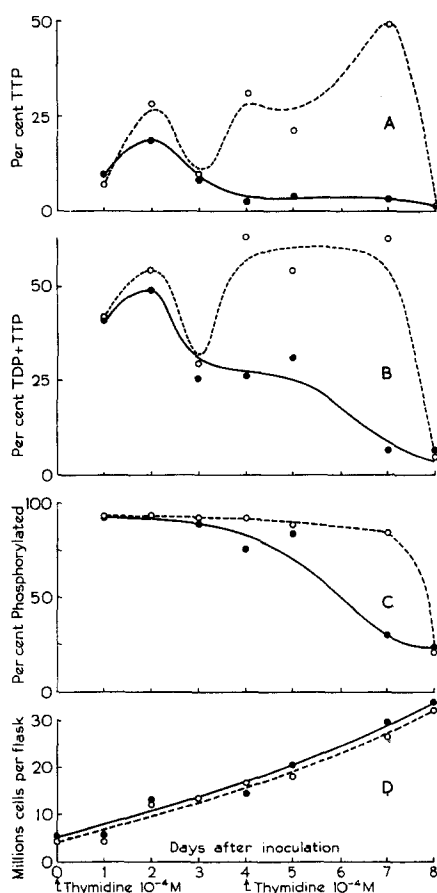 Per cent TTP
50
25
0
A
Per cent TDP+TTP
50
25
0
B
Per cent Phosphorylated
100
50
0
C
Millions cells per flask
30
20
10
0
D
Days after inoculation
0 1 2 3 4 5 6 7 8
Thymidine 10⁻⁴M
Thymidine 10⁻⁴M